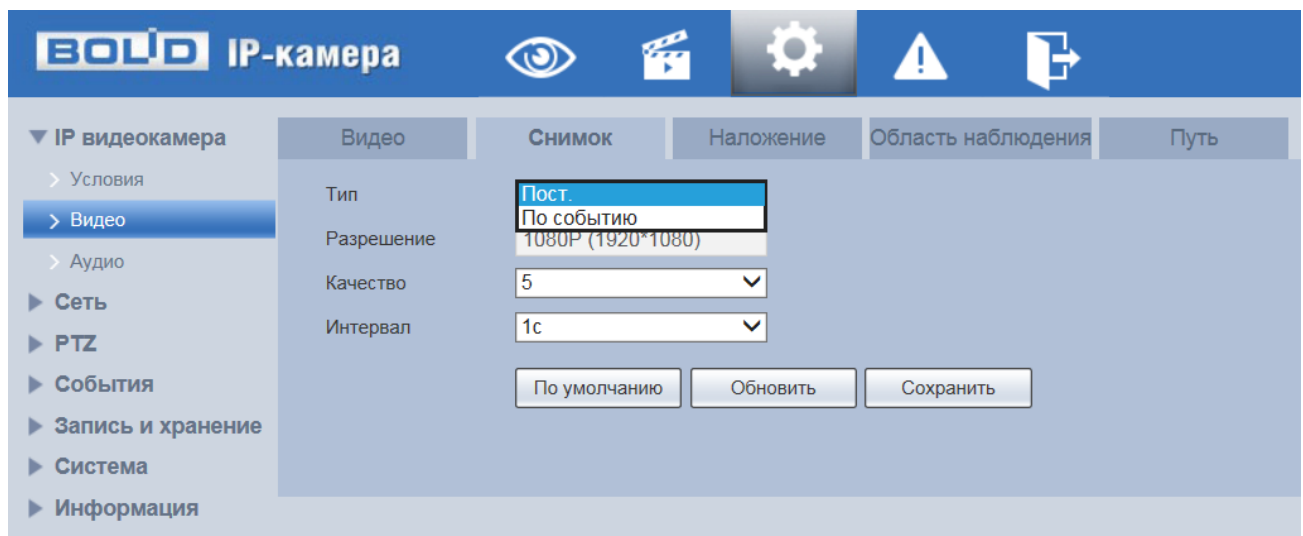 BOLID IP-камера
IP видеокамера
Условия
Видео
Аудио
Сеть
PTZ
События
Запись и хранение
Система
Информация
Видео
Снимок
Наложение
Область наблюдения
Путь
Тип
Пост.
По событию
Разрешение
1080P (1920*1080)
Качество
5
Интервал
1с
По умолчанию
Обновить
Сохранить